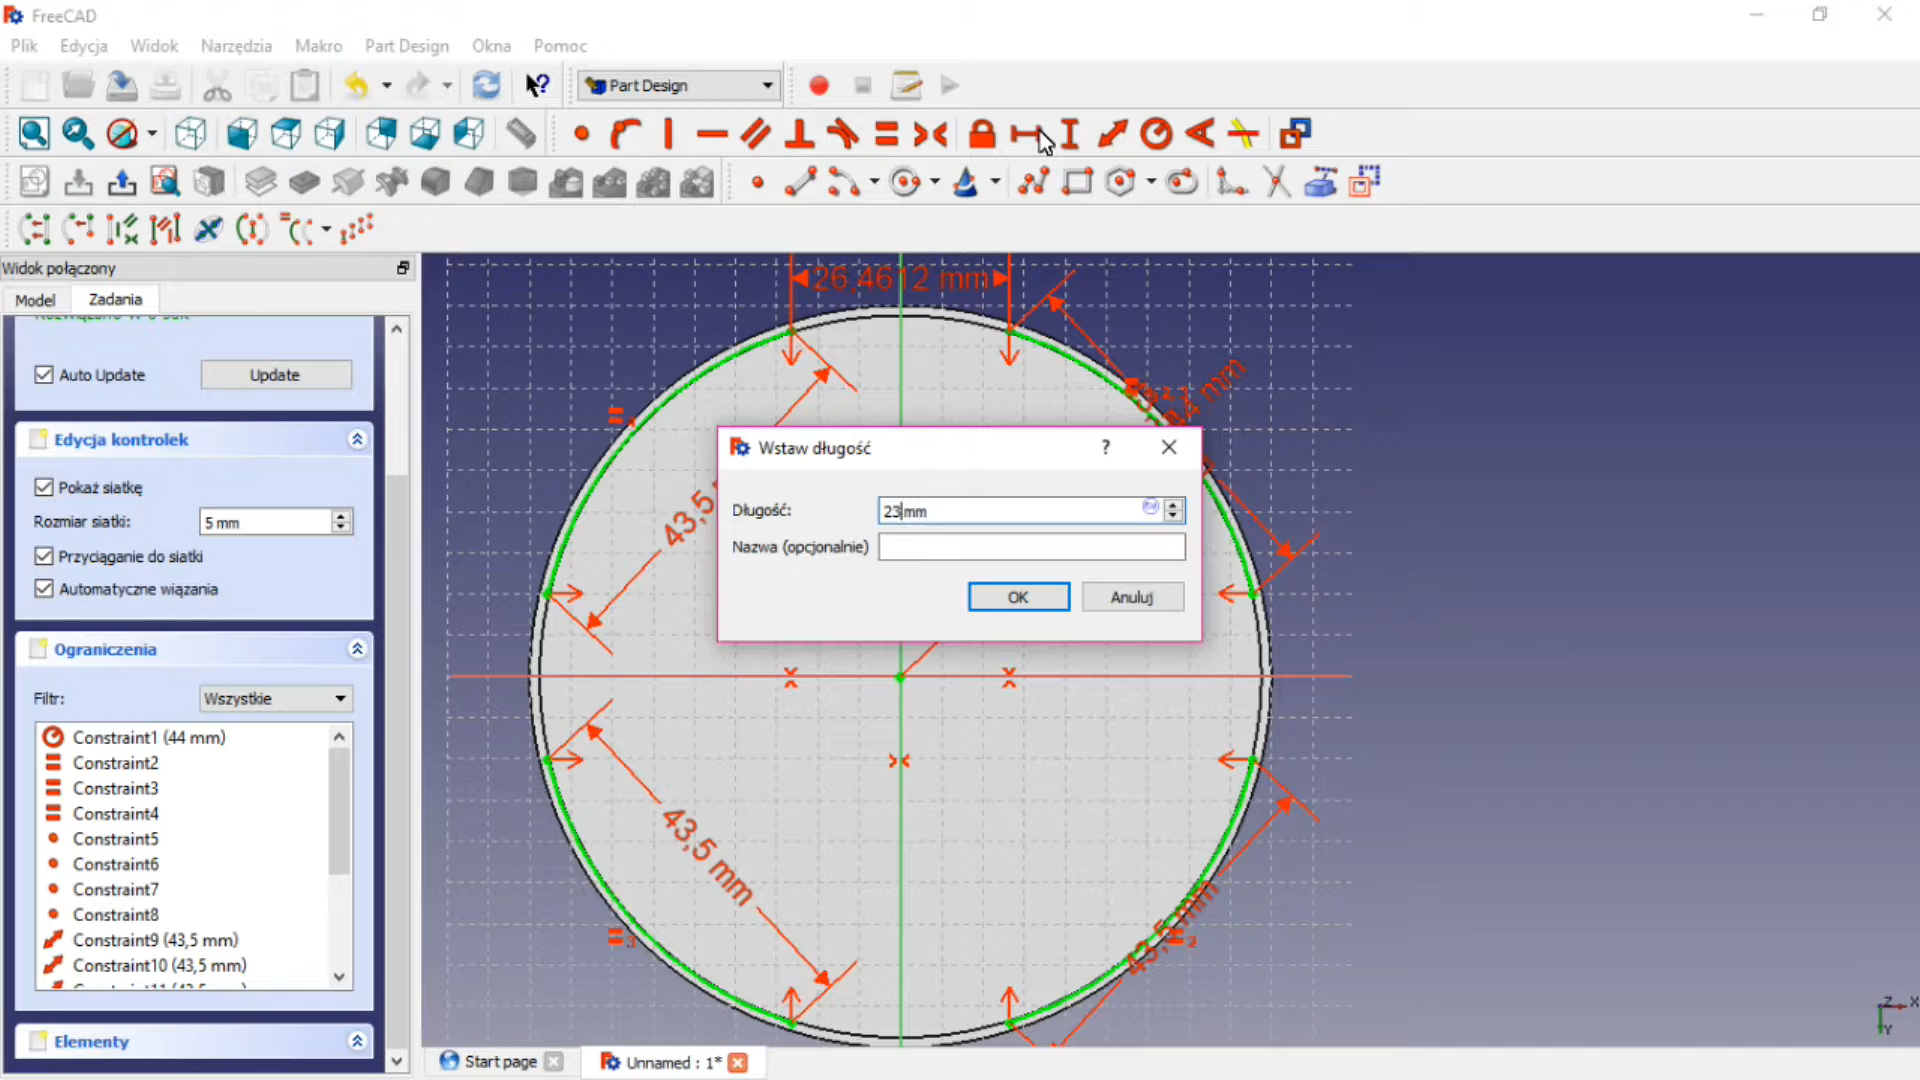 FreeCAD
Plik Edycja Widok Narzędzia Makro Part Design Okna Pomoc
Part Design
Widok połączony
Model Zadania
Auto Update Update
Edycja kontrolek
Pokaż siatkę
Rozmiar siatki: 5 mm
Przyciąganie do siatki
Automatyczne wiązania
Ograniczenia
Filtr: Wszystkie
Constraint1 (44 mm)
Constraint2
Constraint3
Constraint4
Constraint5
Constraint6
Constraint7
Constraint8
Constraint9 (43,5 mm)
Constraint10 (43,5 mm)
Elementy
26,4612 mm
43,5
Wstaw długość ?
Długość: 23 mm
Nazwa (opcjonalnie)
OK Anuluj
43,5 mm
43,5 mm
3
2
Z X
Y
Start page Unnamed : 1*